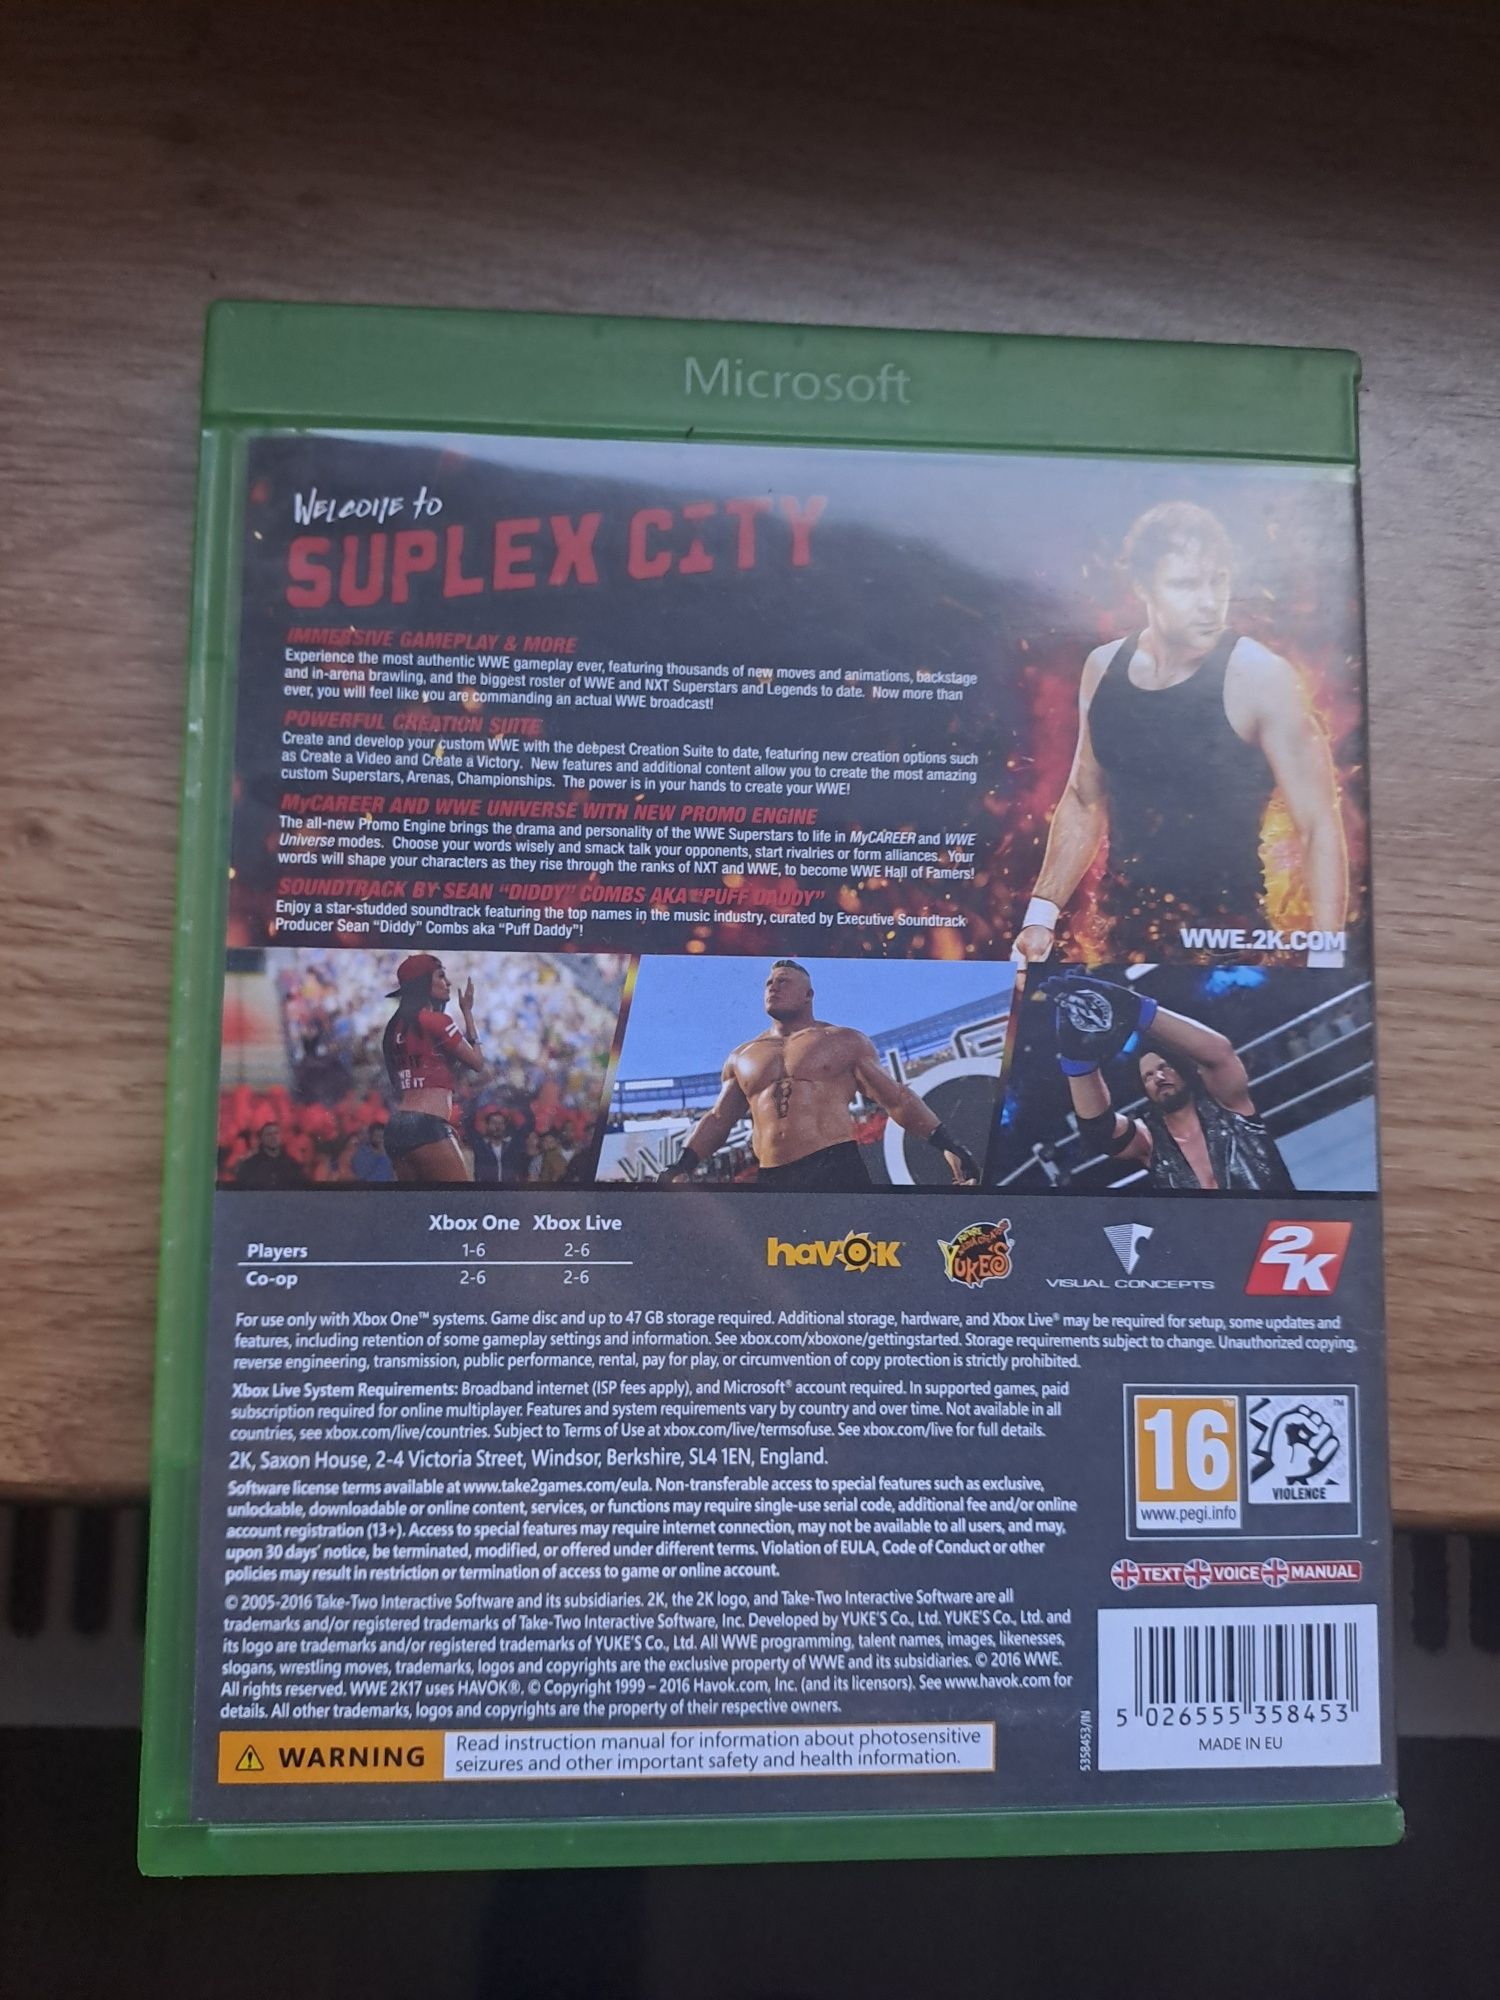 Microsoft
WELCOME TO
SUPLEX CITY
IMMERSIVE GAMEPLAY & MORE
Experience the most authentic WWE gameplay ever, featuring thousands of new moves and animations, backstage
and in-arena brawling, and the biggest roster of WWE and NXT Superstars and Legends to date. Now more than
ever, you will feel like you are commanding an actual WWE broadcast!
POWERFUL CREATION SUITE
Create and develop your custom WWE with the deepest Creation Suite to date, featuring new creation options such
as Create a Video and Create a Victory. New features and additional content allow you to create the most amazing
custom Superstars, Arenas, Championships. The power is in your hands to create your WWE!
MyCAREER AND WWE UNIVERSE WITH NEW PROMO ENGINE
The all-new Promo Engine brings the drama and personality of the WWE Superstars to life in MyCAREER and WWE
Universe modes. Choose your words wisely and smack talk your opponents, start rivalries or form alliances. Your
words will shape your characters as they rise through the ranks of NXT and WWE, to become WWE Hall of Famers!
SOUNDTRACK BY SEAN "DIDDY" COMBS AKA "PUFF DADDY"
Enjoy a star-studded soundtrack featuring the top names in the music industry, curated by Executive Soundtrack
Producer Sean "Diddy" Combs aka "Puff Daddy"!
WWE.2K.COM
Xbox One Xbox Live
Players 1-6 2-6
Co-op 2-6 2-6
havok
YUKE'S
VISUAL CONCEPTS
2K
For use only with Xbox One™ systems. Game disc and up to 47 GB storage required. Additional storage, hardware, and Xbox Live® may be required for setup, some updates and
features, including retention of some gameplay settings and information. See xbox.com/xboxone/gettingstarted. Storage requirements subject to change. Unauthorized copying,
reverse engineering, transmission, public performance, rental, pay for play, or circumvention of copy protection is strictly prohibited.
Xbox Live System Requirements: Broadband internet (ISP fees apply), and Microsoft® account required. In supported games, paid
subscription required for online multiplayer. Features and system requirements vary by country and over time. Not available in all
countries, see xbox.com/live/countries. Subject to Terms of Use at xbox.com/live/termsofuse. See xbox.com/live for full details.
2K, Saxon House, 2-4 Victoria Street, Windsor, Berkshire, SL4 1EN, England.
Software license terms available at www.take2games.com/eula. Non-transferable access to special features such as exclusive,
unlockable, downloadable or online content, services, or functions may require single-use serial code, additional fee and/or online
account registration (13+). Access to special features may require internet connection, may not be available to all users, and may,
upon 30 days' notice, be terminated, modified, or offered under different terms. Violation of EULA, Code of Conduct or other
policies may result in restriction or termination of access to game or online account.
© 2005-2016 Take-Two Interactive Software and its subsidiaries. 2K, the 2K logo, and Take-Two Interactive Software are all
trademarks and/or registered trademarks of Take-Two Interactive Software, Inc. Developed by YUKE'S Co., Ltd. YUKE'S Co., Ltd. and
its logo are trademarks and/or registered trademarks of YUKE'S Co., Ltd. All WWE programming, talent names, images, likenesses,
slogans, wrestling moves, trademarks, logos and copyrights are the exclusive property of WWE and its subsidiaries. © 2016 WWE.
All rights reserved. WWE 2K17 uses HAVOK®. © Copyright 1999 – 2016 Havok.com, Inc. (and its licensors). See www.havok.com for
details. All other trademarks, logos and copyrights are the property of their respective owners.
WARNING
Read instruction manual for information about photosensitive
seizures and other important safety and health information.
16
™
www.pegi.info
™
VIOLENCE
TEXT VOICE MANUAL
5358453/IN
5 026555 358453
MADE IN EU